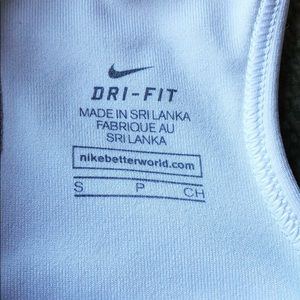 DRI-FIT
MADE IN SRI LANKA
FABRIQUE AU
SRI LANKA
nikebetterworld.com
S P CH